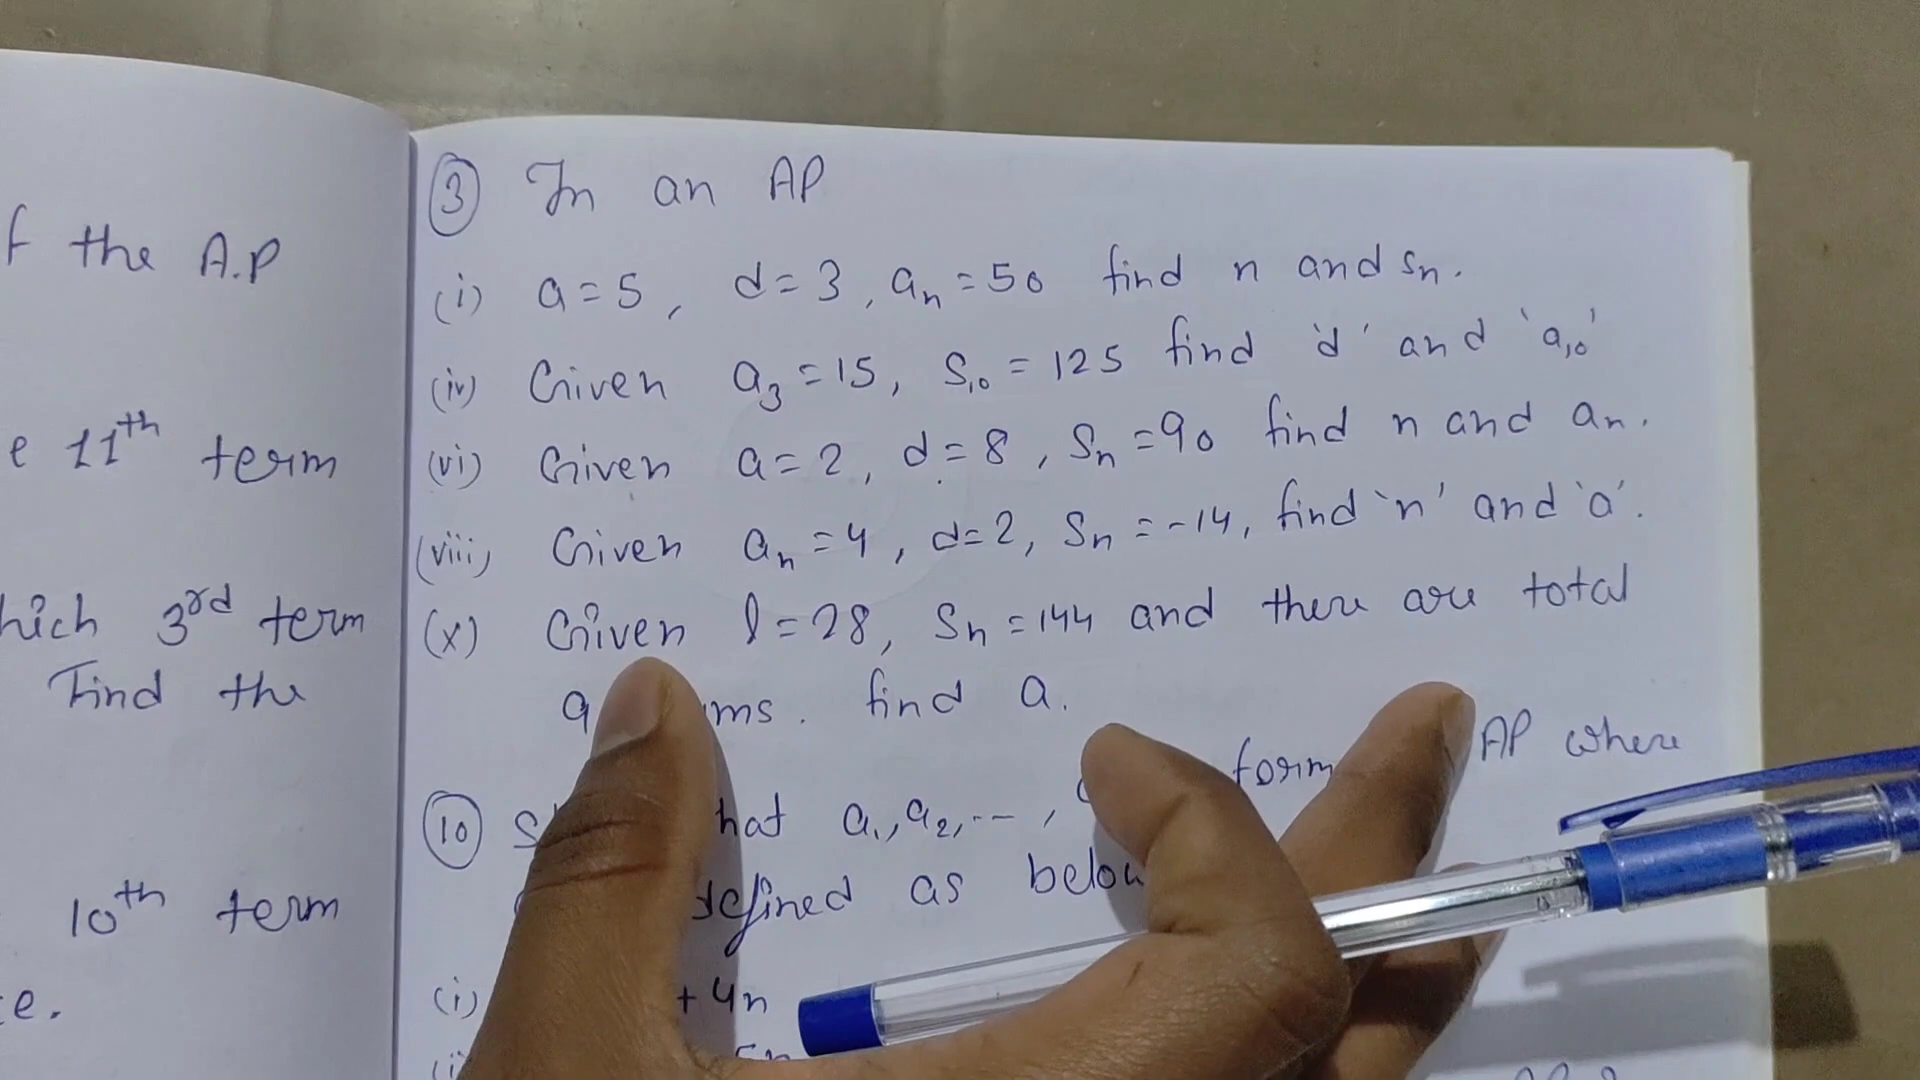 f the A.P
e 11th term
hich 3rd term
Find the
10th term
ce.
③ In an AP
(i) a=5, d=3, an=50 find n and Sn.
(iv) Given a3=15, S10=125 find 'd' and 'a10'
(vi) Given a=2, d=8, Sn=90 find n and an.
(viii) Given an=4, d=2, Sn=-14, find 'n' and 'a'.
(x) Given l=28, Sn=144 and there are total
9 ms. find a.
⑩ S hat a1, a2, --, form AP where
defined as below
(i) +4n
5n